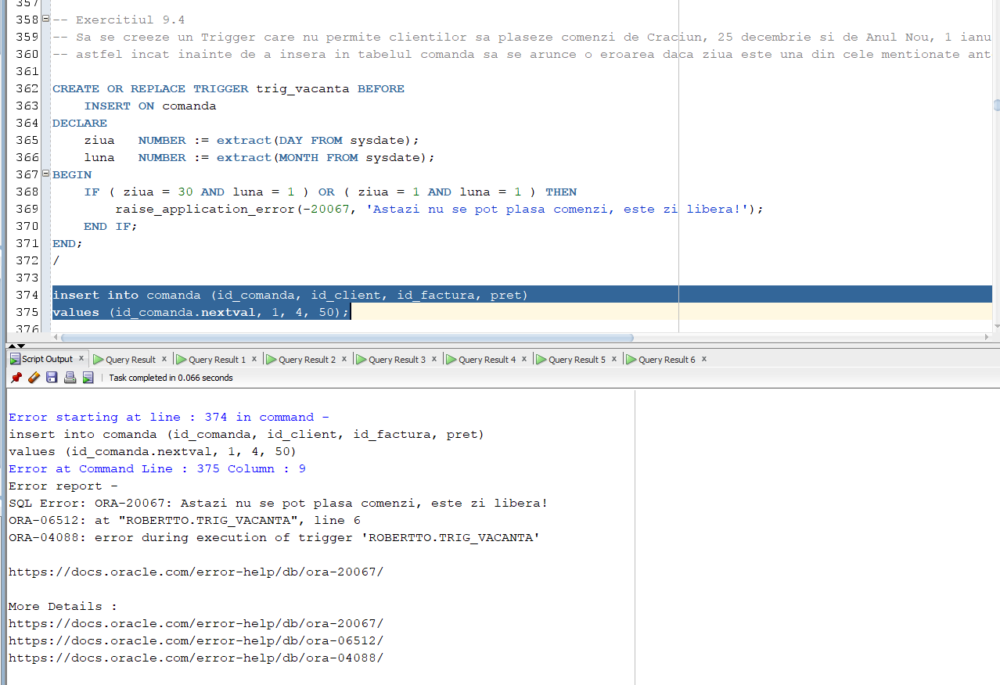 357
358 -- Exercitiul 9.4
359 -- Sa se creeze un Trigger care nu permite clientilor sa plaseze comenzi de Craciun, 25 decembrie si de Anul Nou, 1 ianu
360 -- astfel incat inainte de a insera in tabelul comanda sa se arunce o eroarea daca ziua este una din cele mentionate ant
361
362 CREATE OR REPLACE TRIGGER trig_vacanta BEFORE
363     INSERT ON comanda
364 DECLARE
365     ziua   NUMBER := extract(DAY FROM sysdate);
366     luna   NUMBER := extract(MONTH FROM sysdate);
367 BEGIN
368     IF ( ziua = 30 AND luna = 1 ) OR ( ziua = 1 AND luna = 1 ) THEN
369         raise_application_error(-20067, 'Astazi nu se pot plasa comenzi, este zi libera!');
370     END IF;
371 END;
372 /
373
374 insert into comanda (id_comanda, id_client, id_factura, pret)
375 values (id_comanda.nextval, 1, 4, 50);
376
Script Output x Query Result x Query Result 1 x Query Result 2 x Query Result 3 x Query Result 4 x Query Result 5 x Query Result 6 x
Task completed in 0.066 seconds
Error starting at line : 374 in command -
insert into comanda (id_comanda, id_client, id_factura, pret)
values (id_comanda.nextval, 1, 4, 50)
Error at Command Line : 375 Column : 9
Error report -
SQL Error: ORA-20067: Astazi nu se pot plasa comenzi, este zi libera!
ORA-06512: at "ROBERTTO.TRIG_VACANTA", line 6
ORA-04088: error during execution of trigger 'ROBERTTO.TRIG_VACANTA'
https://docs.oracle.com/error-help/db/ora-20067/
More Details :
https://docs.oracle.com/error-help/db/ora-20067/
https://docs.oracle.com/error-help/db/ora-06512/
https://docs.oracle.com/error-help/db/ora-04088/